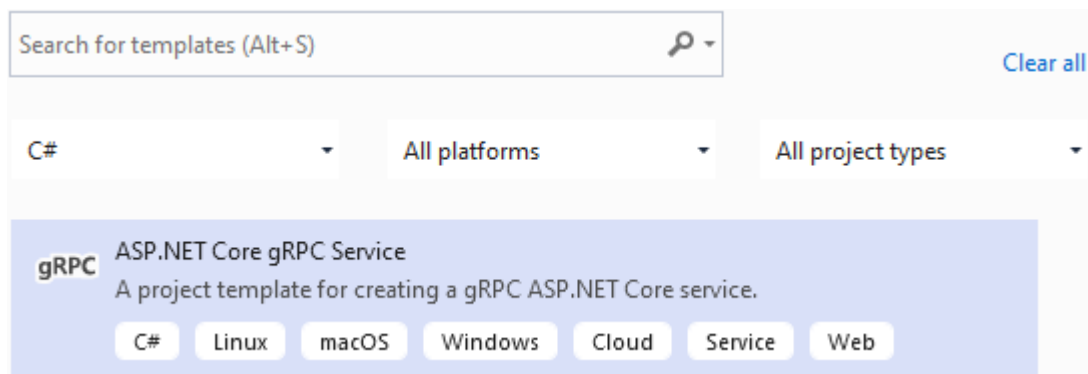 Search for templates (Alt+S)
Clear all
C# All platforms All project types
gRPC ASP.NET Core gRPC Service
A project template for creating a gRPC ASP.NET Core service.
C# Linux macOS Windows Cloud Service Web